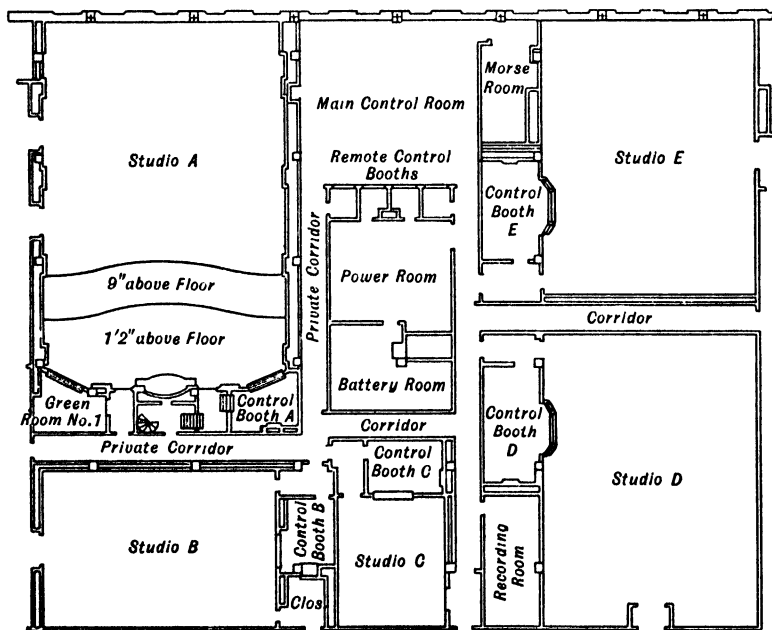 Morse
Room
Main Control Room
Studio A
Remote Control
Booths
Studio E
Control
Booth
E
Private Corridor
9" above Floor
Power Room
1'2" above Floor
Corridor
Battery Room
Green
Room No.1
Control
Booth A
Control
Booth
D
Private Corridor
Corridor
Control
Booth C
Studio D
Studio B
Control
Booth B
Studio C
Recording
Room
Clos.